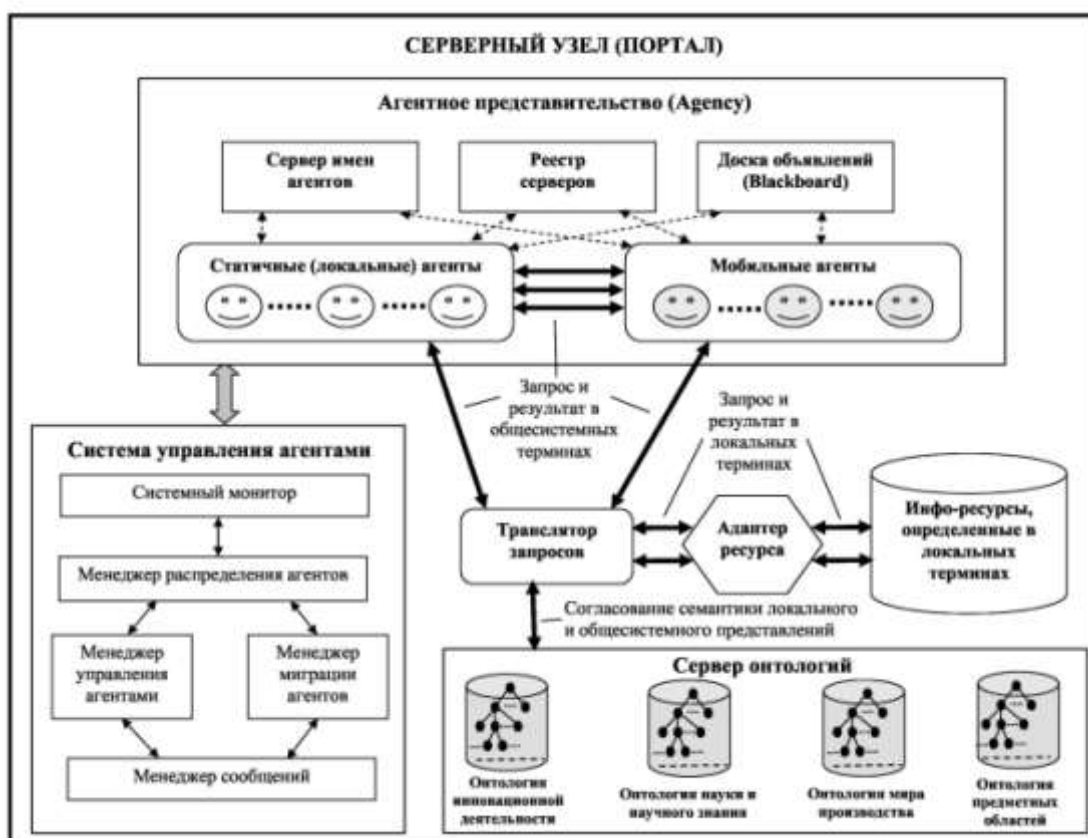 СЕРВЕРНЫЙ УЗЕЛ (ПОРТАЛ)
Агентное представительство (Agency)
Сервер имен
агентов
Реестр
серверов
Доска объявлений
(Blackboard)
Статичные (локальные) агенты
Мобильные агенты
Запрос и
результат в
общесистемных
терминах
Запрос и
результат в
локальных
терминах
Система управления агентами
Системный монитор
Менеджер распределения агентов
Менеджер
управления
агентами
Менеджер
миграции
агентов
Менеджер сообщений
Транслятор
запросов
Адаптер
ресурса
Инфо-ресурсы,
определенные в
локальных
терминах
Согласование семантики локального
и общесистемного представлений
Сервер онтологий
Онтология
инновационной
деятельности
Онтология науки и
научного знания
Онтология мира
производства
Онтология
предметных
областей